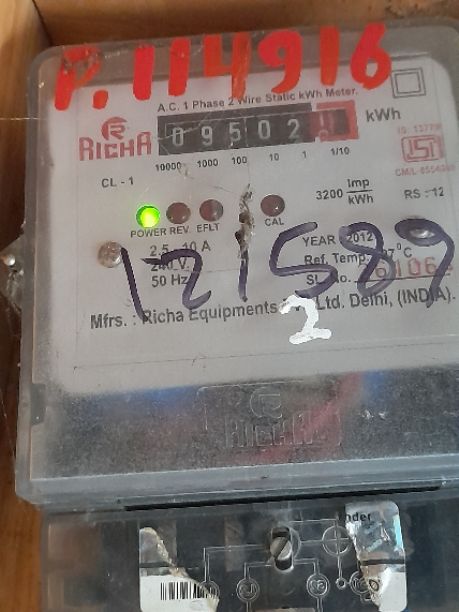 P.114916
A.C. 1 Phase 2 Wire Static kWh Meter.
RICHA
09502
kWh
10000 1000 100 10 1 1/10
CL - 1
3200 Imp/kWh
RS : 12
POWER REV. EFLT CAL
2.5 - 10 A
240 V.
50 Hz
YEAR 2012
Ref. Temp.
121589
2
Mfrs. : Richa Equipments Ltd. Delhi, (INDIA).
RICHA